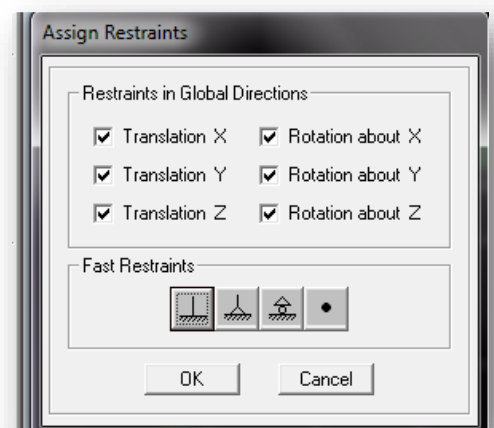 Assign Restraints
Restraints in Global Directions
Translation X Rotation about X
Translation Y Rotation about Y
Translation Z Rotation about Z
Fast Restraints
OK Cancel